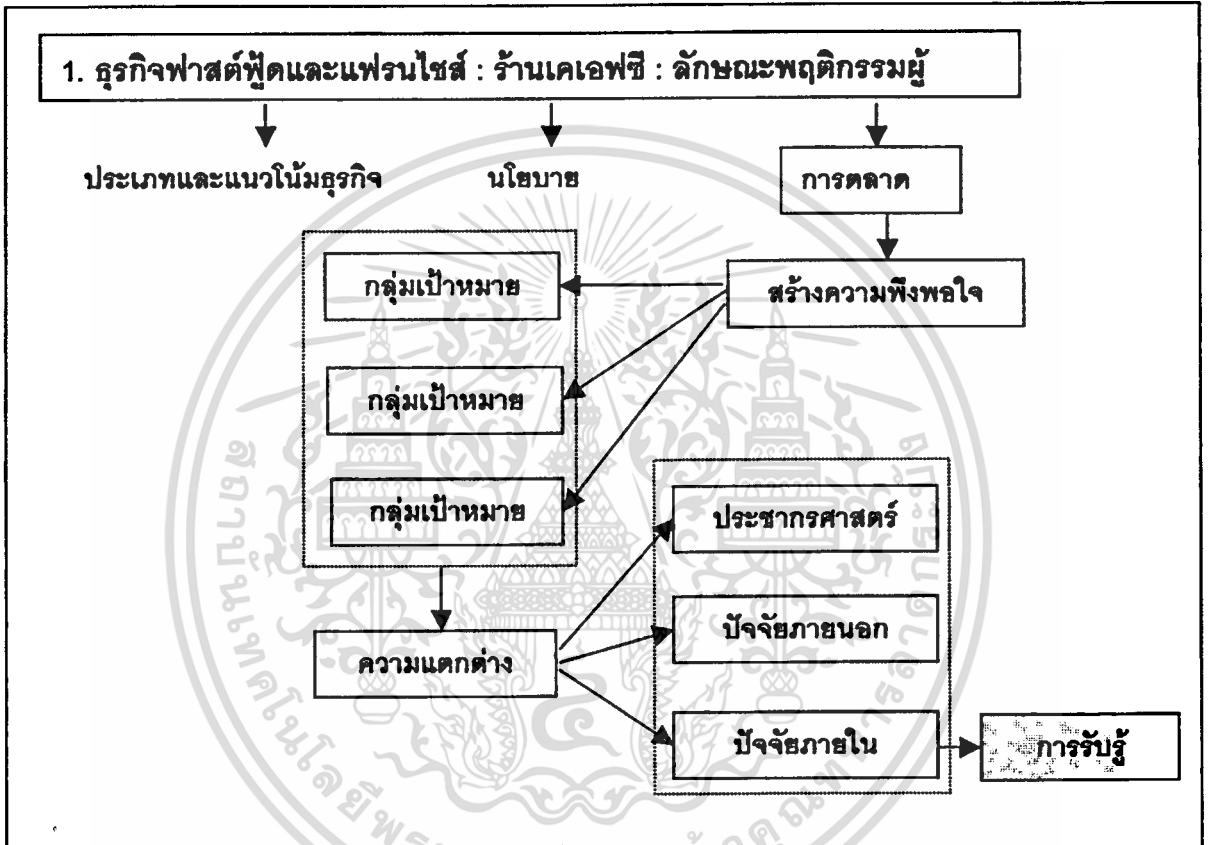 1. ธุรกิจฟาสต์ฟู้ดและแฟรนไชส์ : ร้านเคเอฟซี : ลักษณะพฤติกรรมผู้
ประเภทและแนวโน้มธุรกิจ
นโยบาย
การตลาด
กลุ่มเป้าหมาย
สร้างความพึงพอใจ
กลุ่มเป้าหมาย
กลุ่มเป้าหมาย
ประชากรศาสตร์
ปัจจัยภายนอก
ความแตกต่าง
ปัจจัยภายใน
การรับรู้